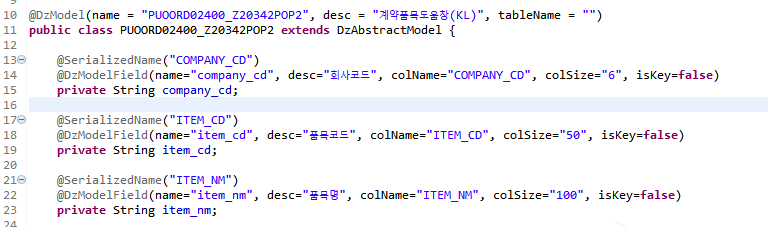 10 @DzModel(name = "PUOORD02400_Z20342POP2", desc = "계약품목도움창(KL)", tableName = "")
11 public class PUOORD02400_Z20342POP2 extends DzAbstractModel {
12
13 @SerializedName("COMPANY_CD")
14 @DzModelField(name="company_cd", desc="회사코드", colName="COMPANY_CD", colSize="6", isKey=false)
15 private String company_cd;
16
17 @SerializedName("ITEM_CD")
18 @DzModelField(name="item_cd", desc="품목코드", colName="ITEM_CD", colSize="50", isKey=false)
19 private String item_cd;
20
21 @SerializedName("ITEM_NM")
22 @DzModelField(name="item_nm", desc="품목명", colName="ITEM_NM", colSize="100", isKey=false)
23 private String item_nm;
24